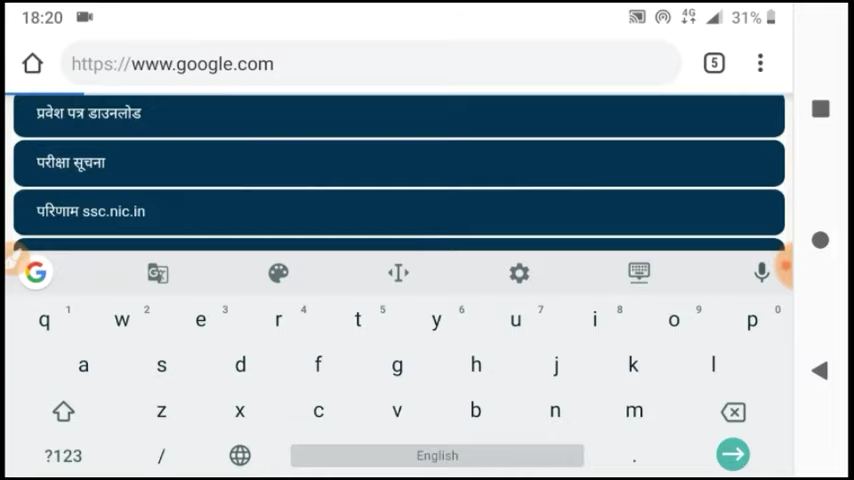 18:20
4G 31%
https://www.google.com
5
प्रवेश पत्र डाउनलोड
परीक्षा सूचना
परिणाम ssc.nic.in
G
q 1 w 2 e 3 r 4 t 5 y 6 u 7 i 8 o 9 p 0
a s d f g h j k l
z x c v b n m
?123 / English .